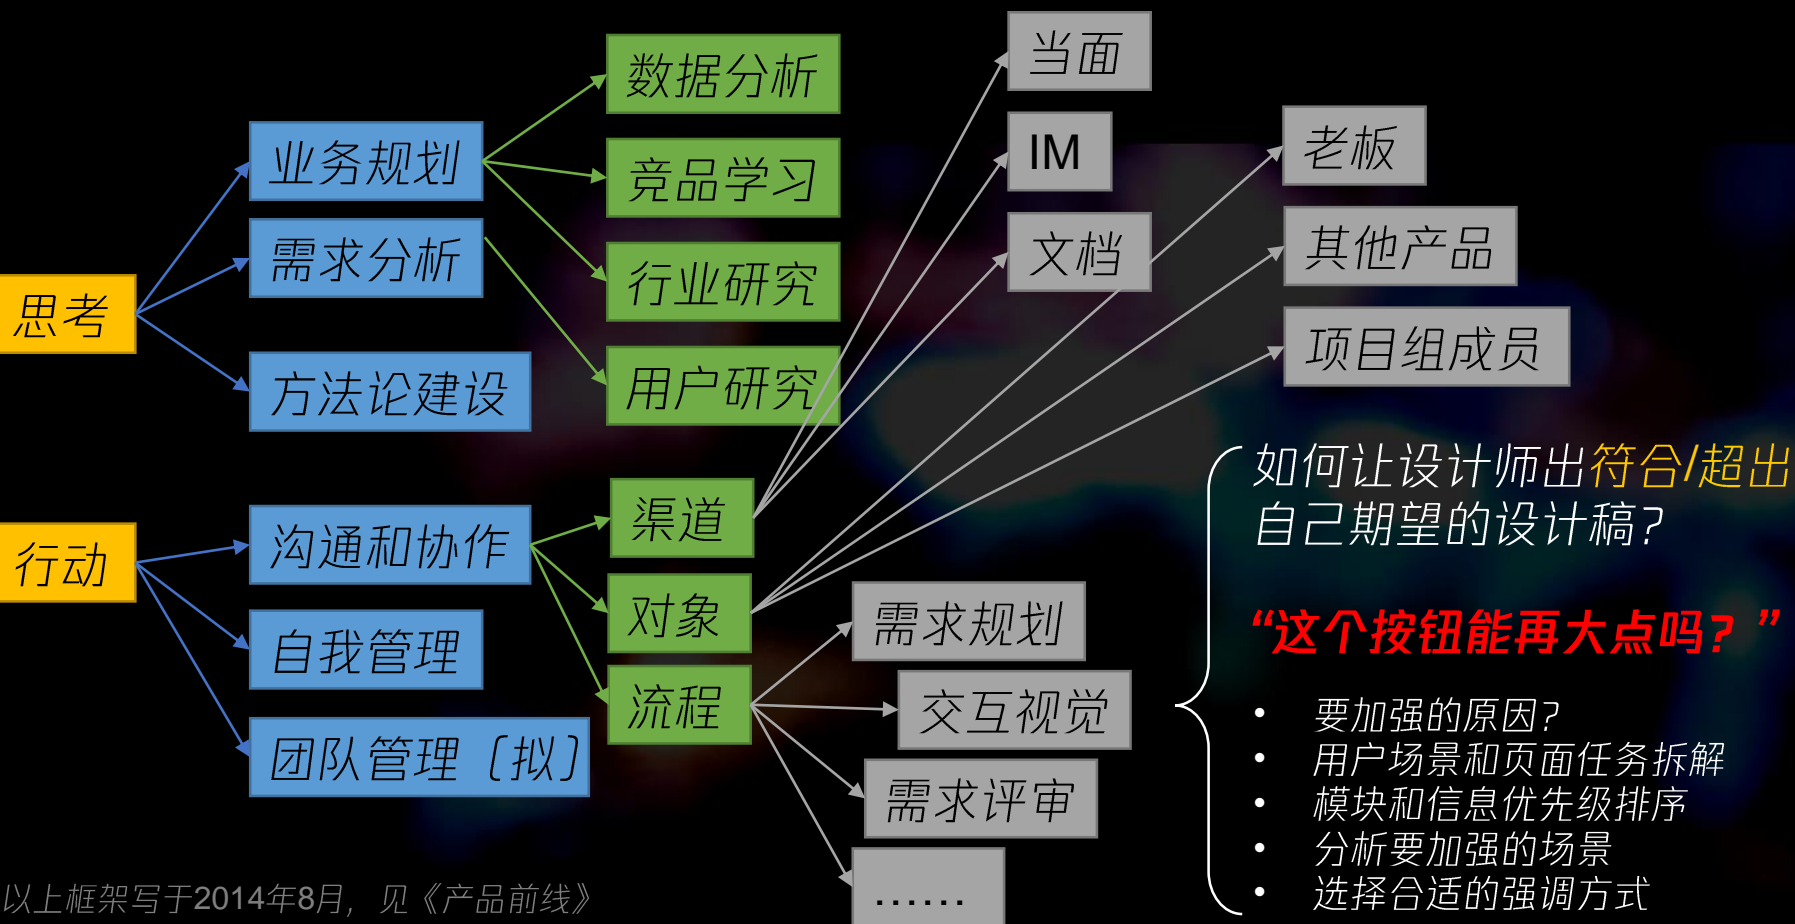 思考
业务规划
需求分析
方法论建设
数据分析
竞品学习
行业研究
用户研究
行动
沟通和协作
自我管理
团队管理（拟）
渠道
对象
流程
当面
IM
文档
老板
其他产品
项目组成员
需求规划
交互视觉
需求评审
······
如何让设计师出符合/超出
自己期望的设计稿？
“这个按钮能再大点吗？”
• 要加强的原因？
• 用户场景和页面任务拆解
• 模块和信息优先级排序
• 分析要加强的场景
• 选择合适的强调方式
以上框架写于2014年8月，见《产品前线》